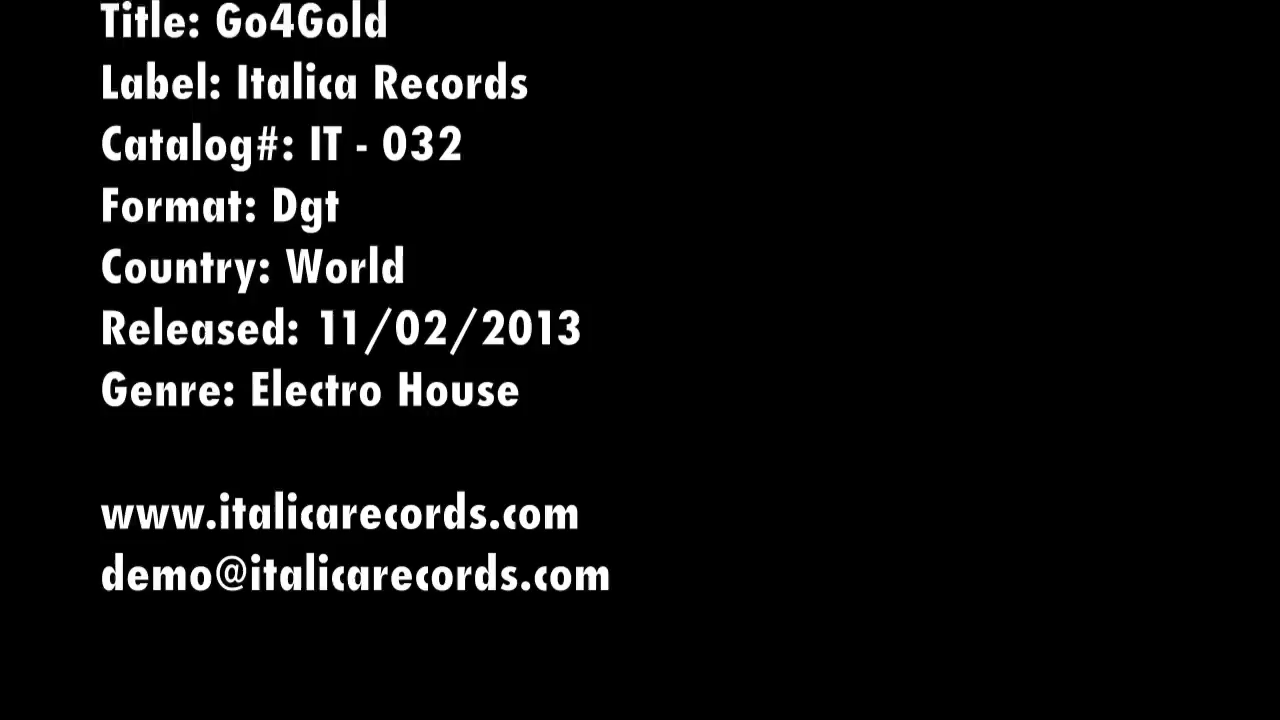 Title: Go4Gold
Label: Italica Records
Catalog#: IT - 032
Format: Dgt
Country: World
Released: 11/02/2013
Genre: Electro House
www.italicarecords.com
demo@italicarecords.com